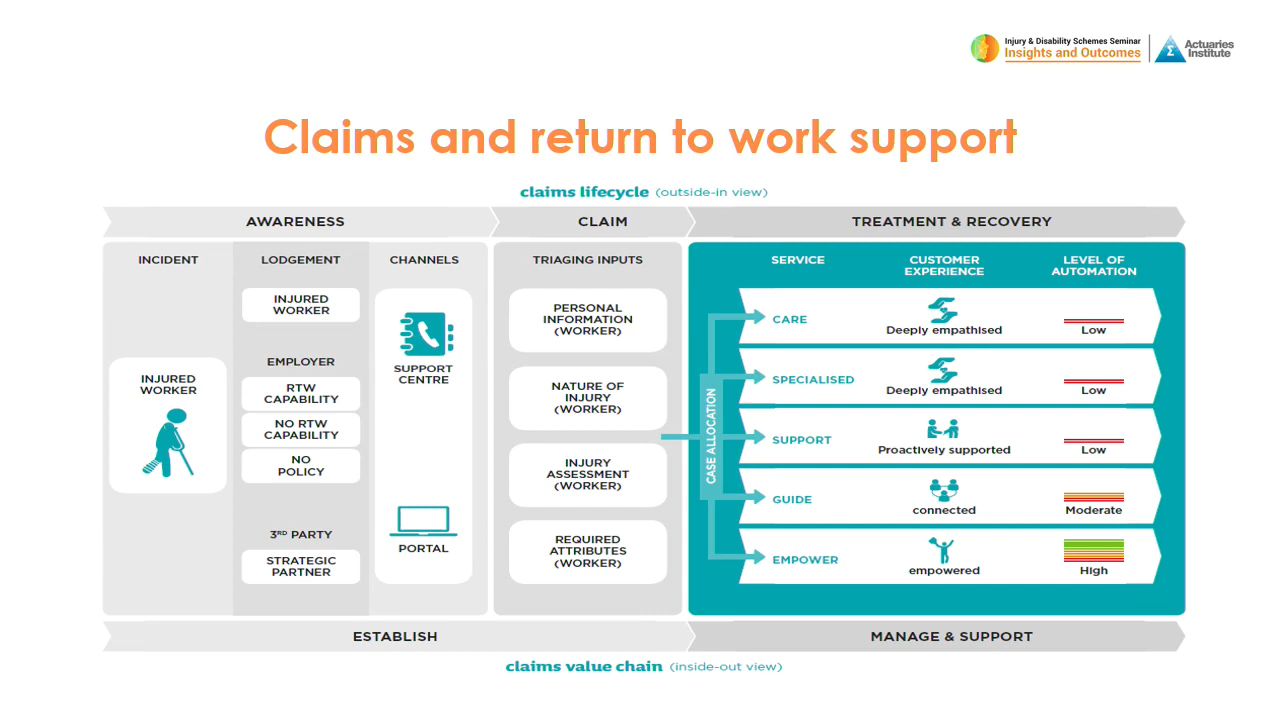 Injury & Disability Schemes Seminar
Insights and Outcomes
Actuaries
Institute
Claims and return to work support
claims lifecycle (outside-in view)
AWARENESS
CLAIM
TREATMENT & RECOVERY
INCIDENT
INJURED
WORKER
LODGEMENT
INJURED
WORKER
EMPLOYER
RTW
CAPABILITY
NO RTW
CAPABILITY
NO
POLICY
3RD PARTY
STRATEGIC
PARTNER
CHANNELS
SUPPORT
CENTRE
PORTAL
TRIAGING INPUTS
PERSONAL
INFORMATION
(WORKER)
NATURE OF
INJURY
(WORKER)
INJURY
ASSESSMENT
(WORKER)
REQUIRED
ATTRIBUTES
(WORKER)
CASE ALLOCATION
SERVICE
CUSTOMER
EXPERIENCE
LEVEL OF
AUTOMATION
CARE
Deeply empathised
Low
SPECIALISED
Deeply empathised
Low
SUPPORT
Proactively supported
Low
GUIDE
connected
Moderate
EMPOWER
empowered
High
ESTABLISH
MANAGE & SUPPORT
claims value chain (inside-out view)